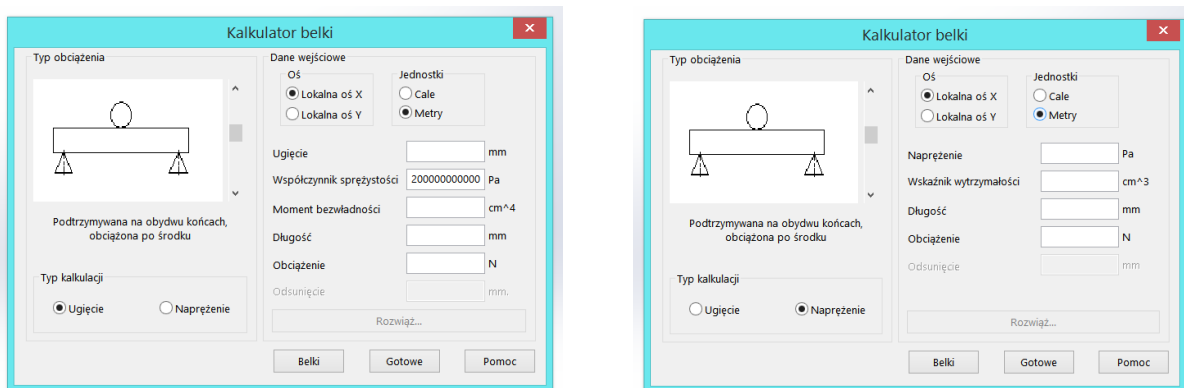 Kalkulator belki
x
Typ obciążenia
Podtrzymywana na obydwu końcach,
obciążona po środku
Typ kalkulacji
Ugięcie
Naprężenie
Dane wejściowe
Oś
Lokalna oś X
Lokalna oś Y
Jednostki
Cale
Metry
Ugięcie mm
Współczynnik sprężystości 200000000000 Pa
Moment bezwładności cm^4
Długość mm
Obciążenie N
Odsunięcie mm.
Rozwiąż...
Belki Gotowe Pomoc
Kalkulator belki
x
Typ obciążenia
Podtrzymywana na obydwu końcach,
obciążona po środku
Typ kalkulacji
Ugięcie
Naprężenie
Dane wejściowe
Oś
Lokalna oś X
Lokalna oś Y
Jednostki
Cale
Metry
Naprężenie Pa
Wskaźnik wytrzymałości cm^3
Długość mm
Obciążenie N
Odsunięcie mm
Rozwiąż...
Belki Gotowe Pomoc